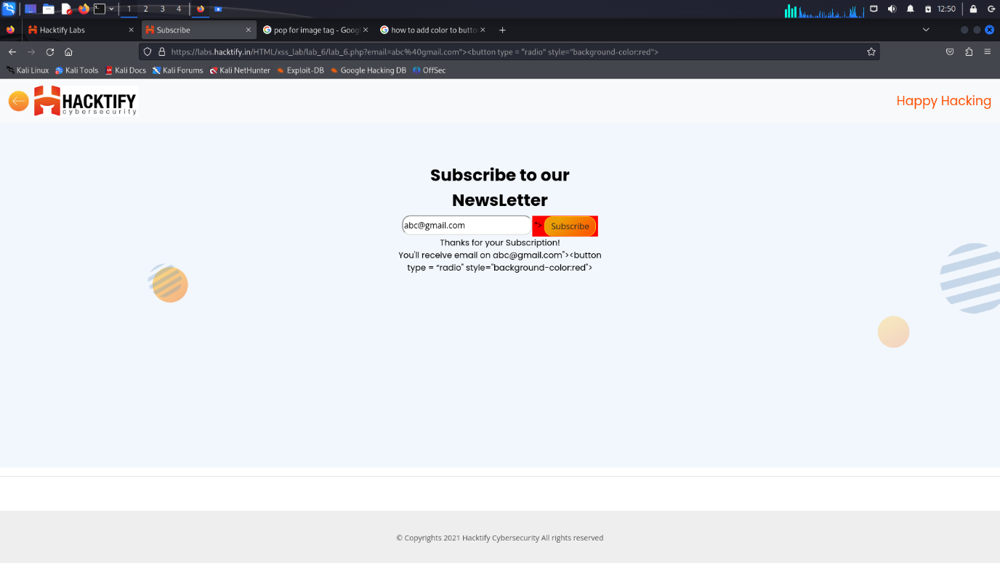 1 2 3 4 12:50
Hacktify Labs Subscribe pop for image tag - Goog how to add color to butto
https://labs.hacktify.in/HTML/xss_lab/lab_6/lab_6.php?email=abc%40gmail.com"><button type = “radio" style="background-color:red">
Kali Linux Kali Tools Kali Docs Kali Forums Kali NetHunter Exploit-DB Google Hacking DB OffSec
HACKTIFY
cybersecurity
Happy Hacking
Subscribe to our
NewsLetter
abc@gmail.com "> Subscribe
Thanks for your Subscription!
You'll receive email on abc@gmail.com"><button
type = “radio" style="background-color:red">
© Copyrights 2021 Hacktify Cybersecurity All rights reserved